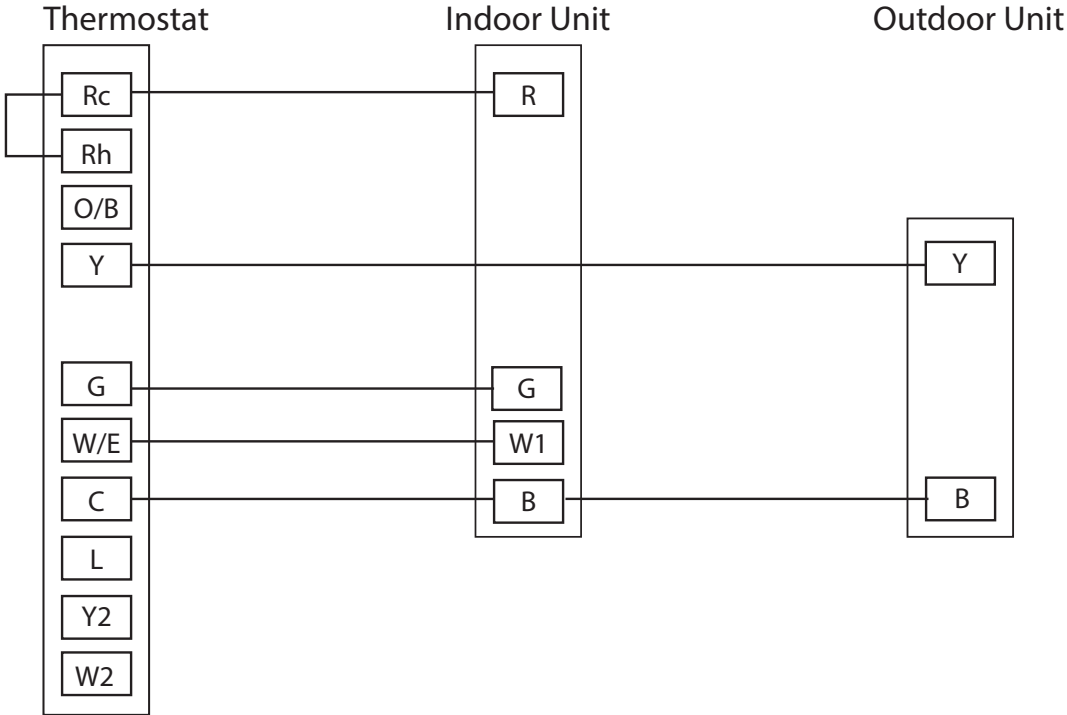 Thermostat Indoor Unit Outdoor Unit
Rc R
Rh
O/B
Y Y
G G
W/E W1
C B B
L
Y2
W2